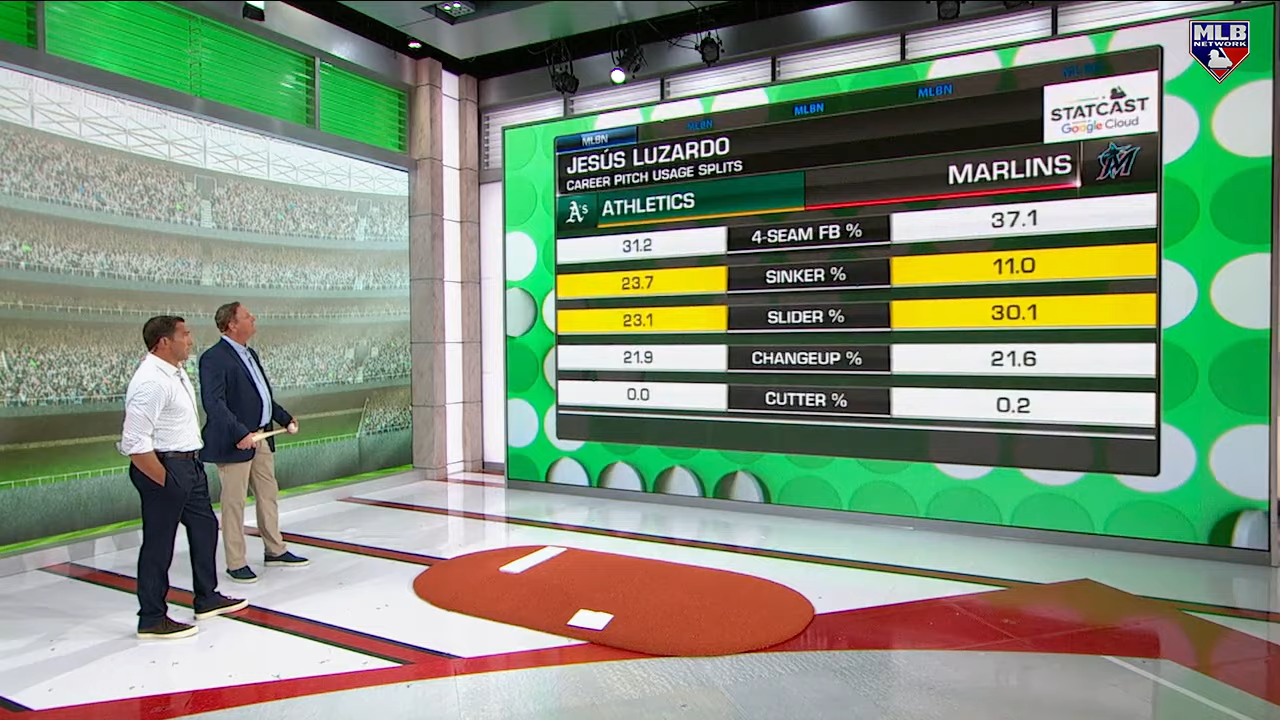 MLB
NETWORK
MLBN
MLBN
MLBN
MLBN
MLBN
STATCAST
Google Cloud
JESÚS LUZARDO
CAREER PITCH USAGE SPLITS
A's ATHLETICS
MARLINS M
31.2 4-SEAM FB % 37.1
23.7 SINKER % 11.0
23.1 SLIDER % 30.1
21.9 CHANGEUP % 21.6
0.0 CUTTER % 0.2